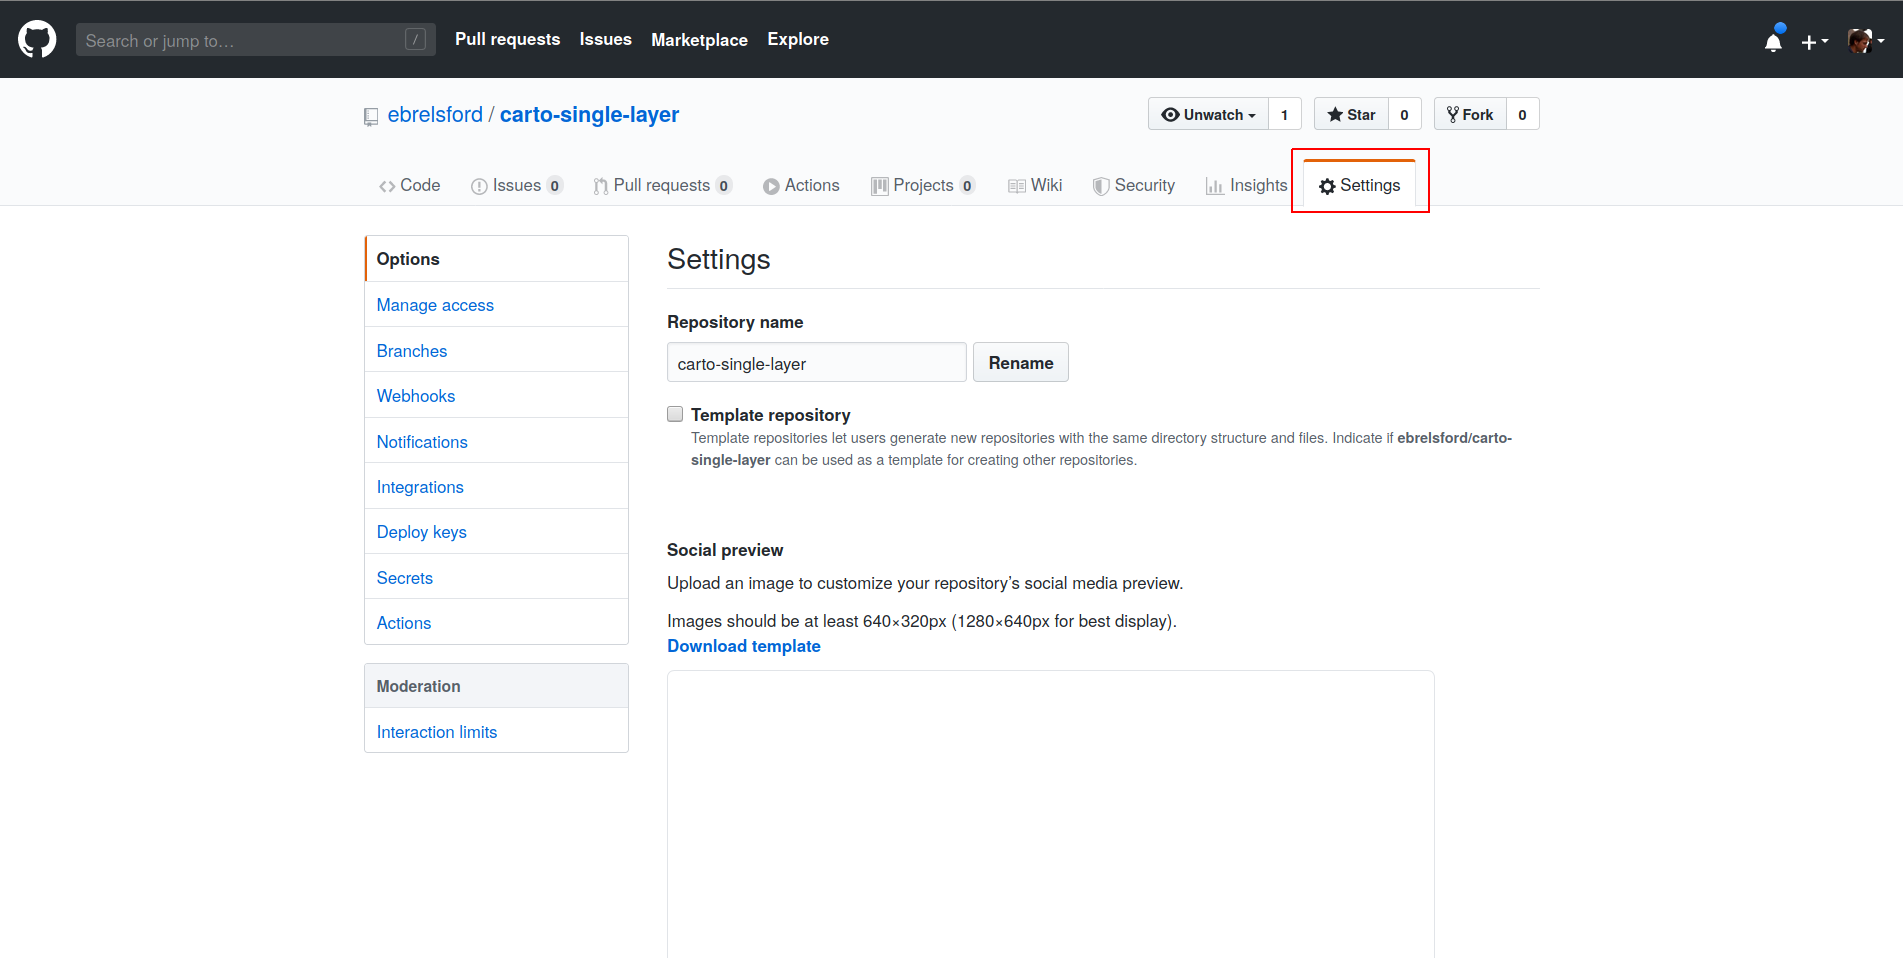 Search or jump to… /
Pull requests Issues Marketplace Explore
ebrelsford / carto-single-layer
Unwatch 1 Star 0 Fork 0
Code Issues 0 Pull requests 0 Actions Projects 0 Wiki Security Insights Settings
Options
Manage access
Branches
Webhooks
Notifications
Integrations
Deploy keys
Secrets
Actions
Moderation
Interaction limits
Settings
Repository name
carto-single-layer Rename
Template repository
Template repositories let users generate new repositories with the same directory structure and files. Indicate if ebrelsford/carto-
single-layer can be used as a template for creating other repositories.
Social preview
Upload an image to customize your repository’s social media preview.
Images should be at least 640×320px (1280×640px for best display).
Download template